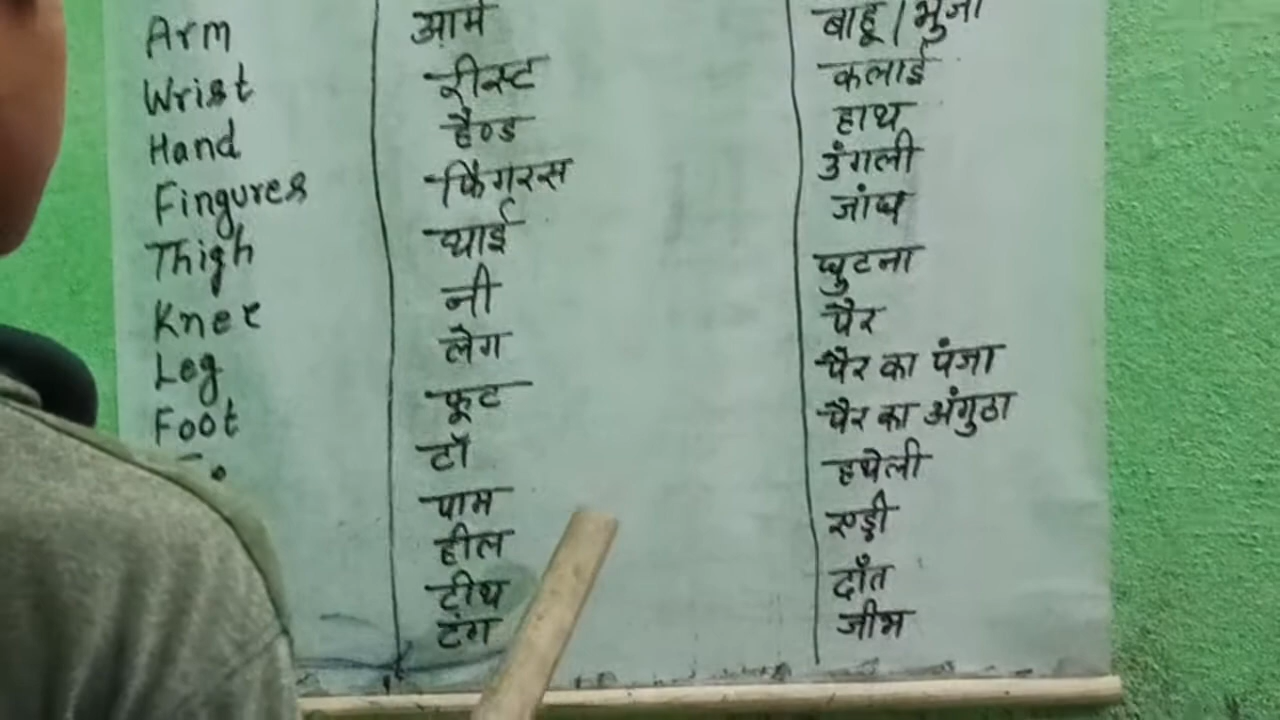 Arm आर्म बाहू/भुजा
Wrist रीस्ट कलाई
Hand हैण्ड हाथ
Fingures फिंगरस उंगली
Thigh थाई जांघ
Knee नी घुटना
Leg लेग पैर
Foot फूट पैर का पंजा
टॉ पैर का अंगुठा
पाम हथेली
हील एड़ी
टीथ दाँत
टंग जीभ